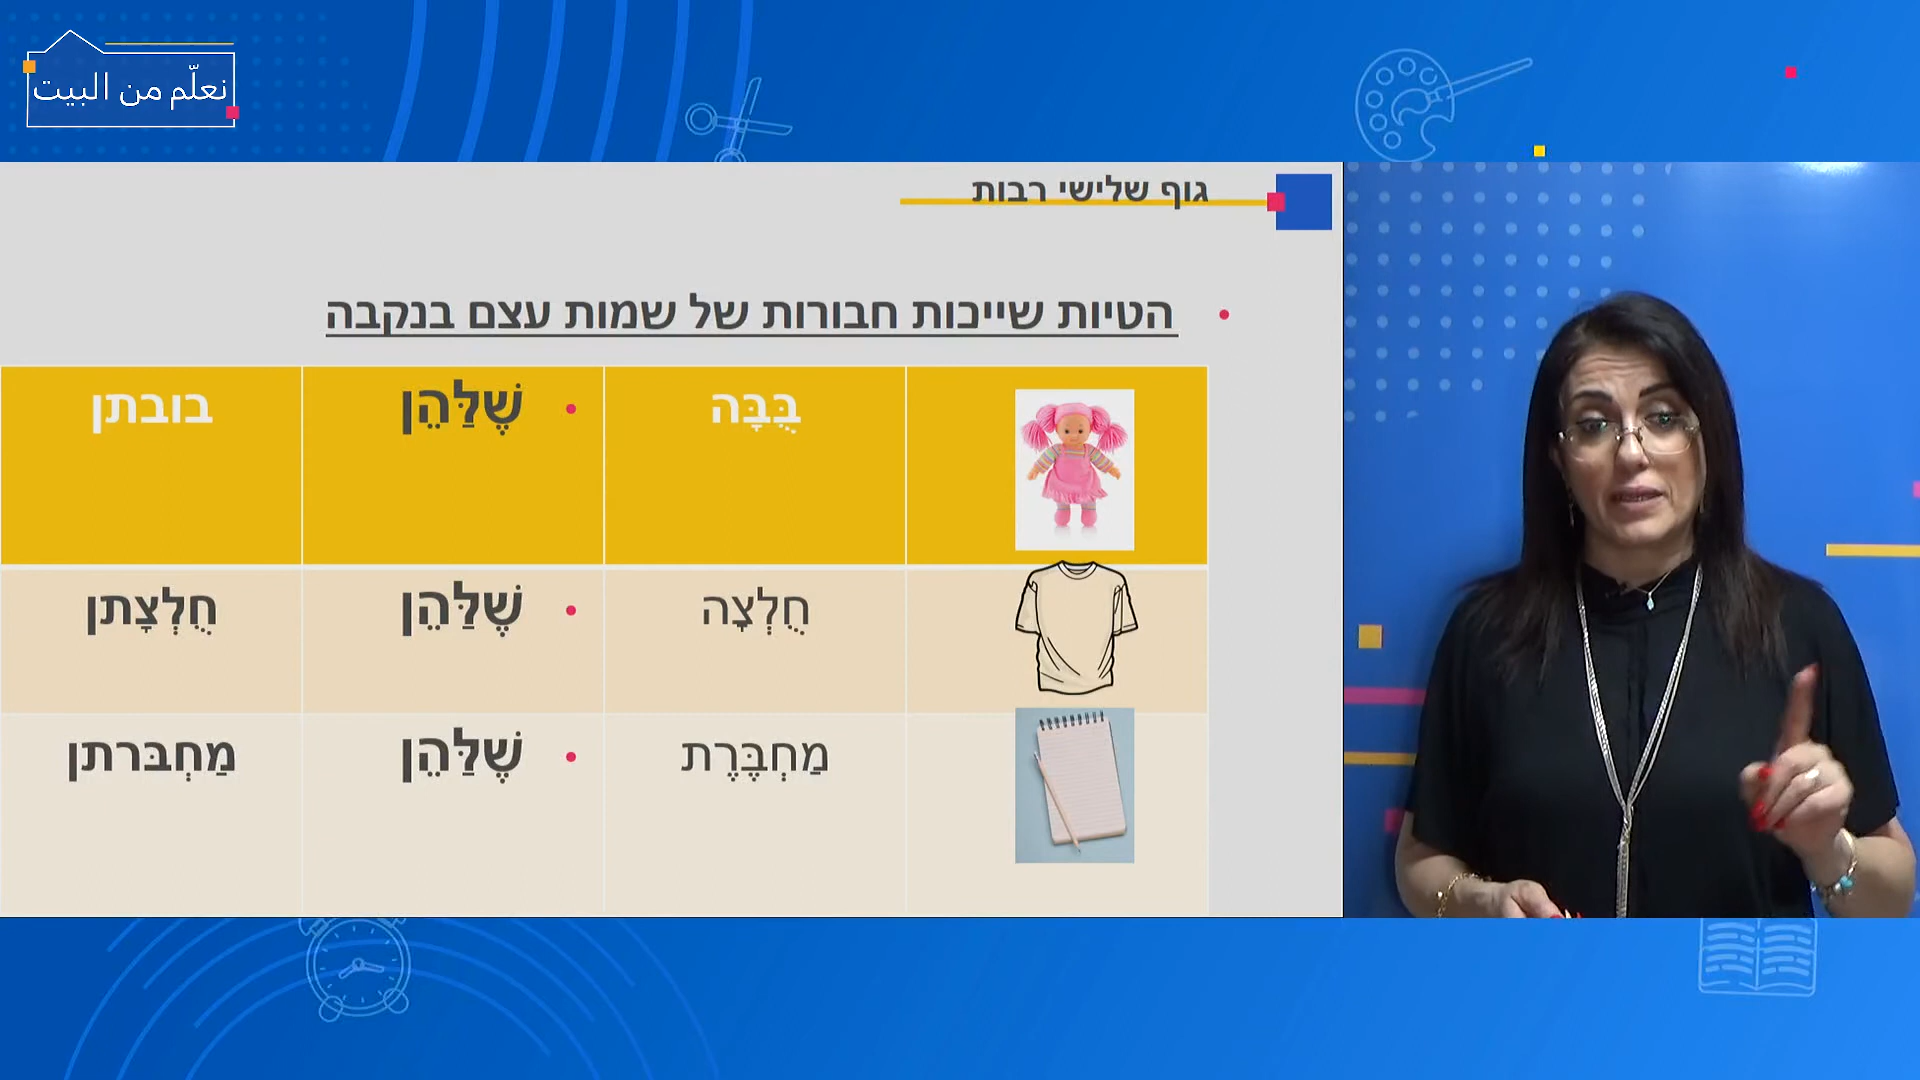 نعلّم من البيت
גוף שלישי רבות
הטיות שייכות חבורות של שמות עצם בנקבה
בֻּבָּה שֶׁלַּהֵן בובתן
חֻלְצָה שֶׁלַּהֵן חֻלְצָתן
מַחְבֶּרֶת שֶׁלַּהֵן מַחְבּרתן